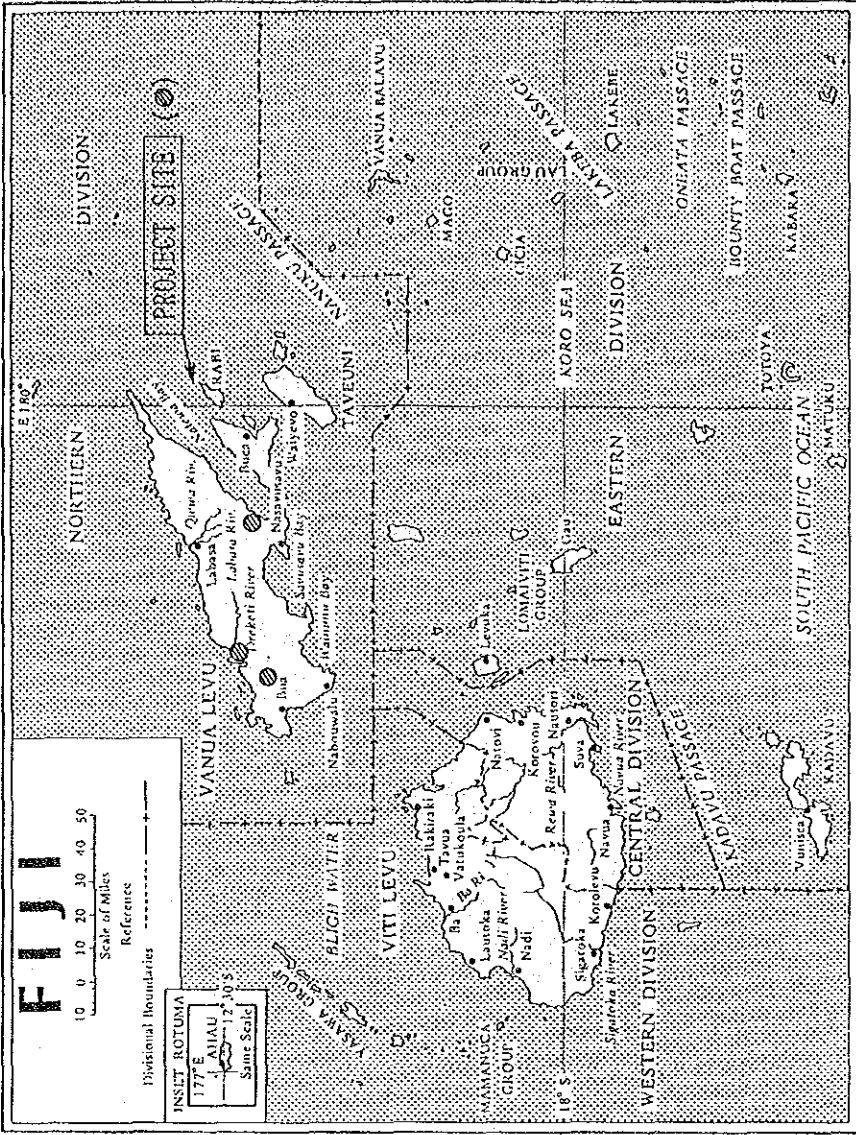 FIJI
10 0 10 20 30 40 50
Scale of Miles
Reference
Divisional Boundaries
INSET ROTUMA
177°E
AHAU
12°30'S
Same Scale
NORTHERN
DIVISION
E180°
PROJECT SITE ( )
VANUA LEVU
Labasa
Qawa Riv.
Labasa Riv.
Dreketi River
Natewa Bay
RABI
Buca
Nasavusavu
Savusavu Bay
Wainunu Bay
Bua
Nabouwalu
Waiyevo
TAVEUNI
NANUKU PASSAGE
YASAWA GROUP
BLIGH WATER
VITI LEVU
Rakiraki
Tavua
Vatukoula
Ba
Ba Ri
Lautoka
Nadi River
Nadi
MAMANUCA
GROUP
Natovi
Korovou
Rewa River
Nausori
Suva
Navua River
Navua
Korolevu
Sigatoka
Sigatoka River
18° S
WESTERN DIVISION
CENTRAL DIVISION
Levuka
LOMAIVITI
GROUP
Gau
KORO SEA
VANUA BALAVU
MAGO
CICIA
LAU GROUP
LAKEBA PASSAGE
LAKEBE
ONEATA PASSAGE
BOUNTY BOAT PASSAGE
KABARA
EASTERN
DIVISION
TOTOYA
MATUKU
SOUTH PACIFIC OCEAN
KADAVU PASSAGE
Vunisea
KADAVU